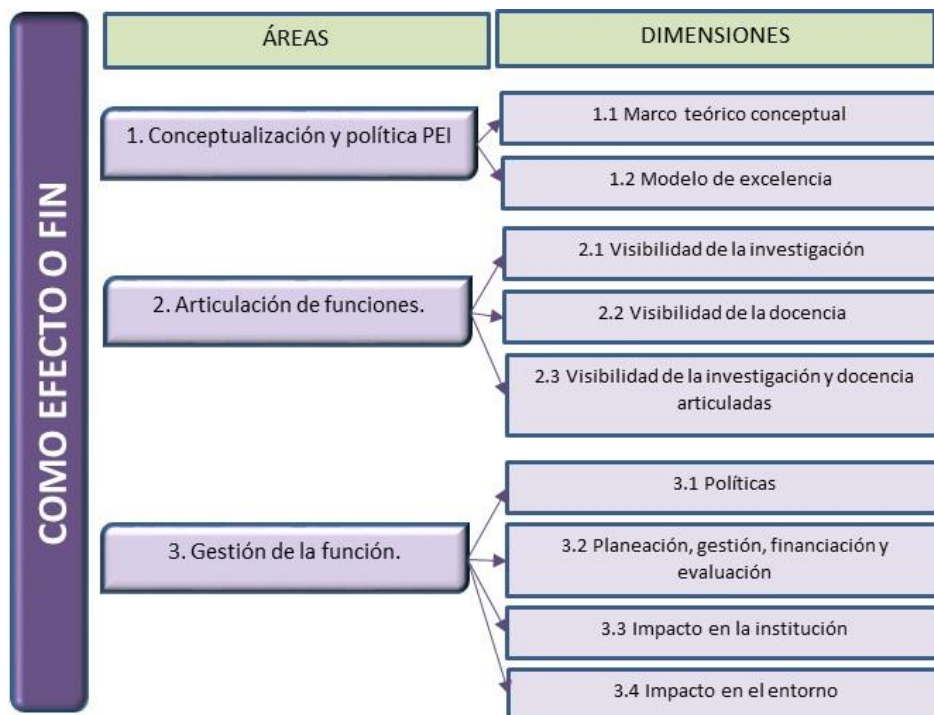 COMO EFECTO O FIN
ÁREAS
DIMENSIONES
1. Conceptualización y política PEI
1.1 Marco teórico conceptual
1.2 Modelo de excelencia
2. Articulación de funciones.
2.1 Visibilidad de la investigación
2.2 Visibilidad de la docencia
2.3 Visibilidad de la investigación y docencia
articuladas
3. Gestión de la función.
3.1 Políticas
3.2 Planeación, gestión, financiación y
evaluación
3.3 Impacto en la institución
3.4 Impacto en el entorno